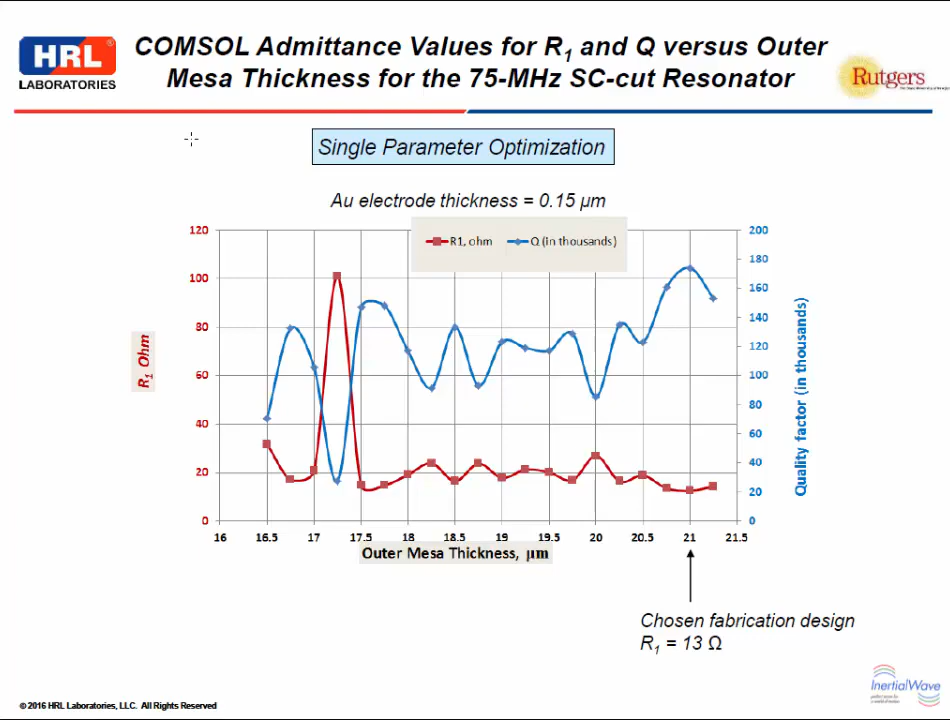 HRL
®
LABORATORIES
COMSOL Admittance Values for R1 and Q versus Outer
Mesa Thickness for the 75-MHz SC-cut Resonator
Rutgers
Single Parameter Optimization
Au electrode thickness = 0.15 µm
R1, ohm
Q (in thousands)
120
100
80
60
40
20
0
R1 Ohm
200
180
160
140
120
100
80
60
40
20
0
Quality factor (in thousands)
16 16.5 17 17.5 18 18.5 19 19.5 20 20.5 21 21.5
Outer Mesa Thickness, µm
Chosen fabrication design
R1 = 13 Ω
InertialWave
© 2016 HRL Laboratories, LLC. All Rights Reserved